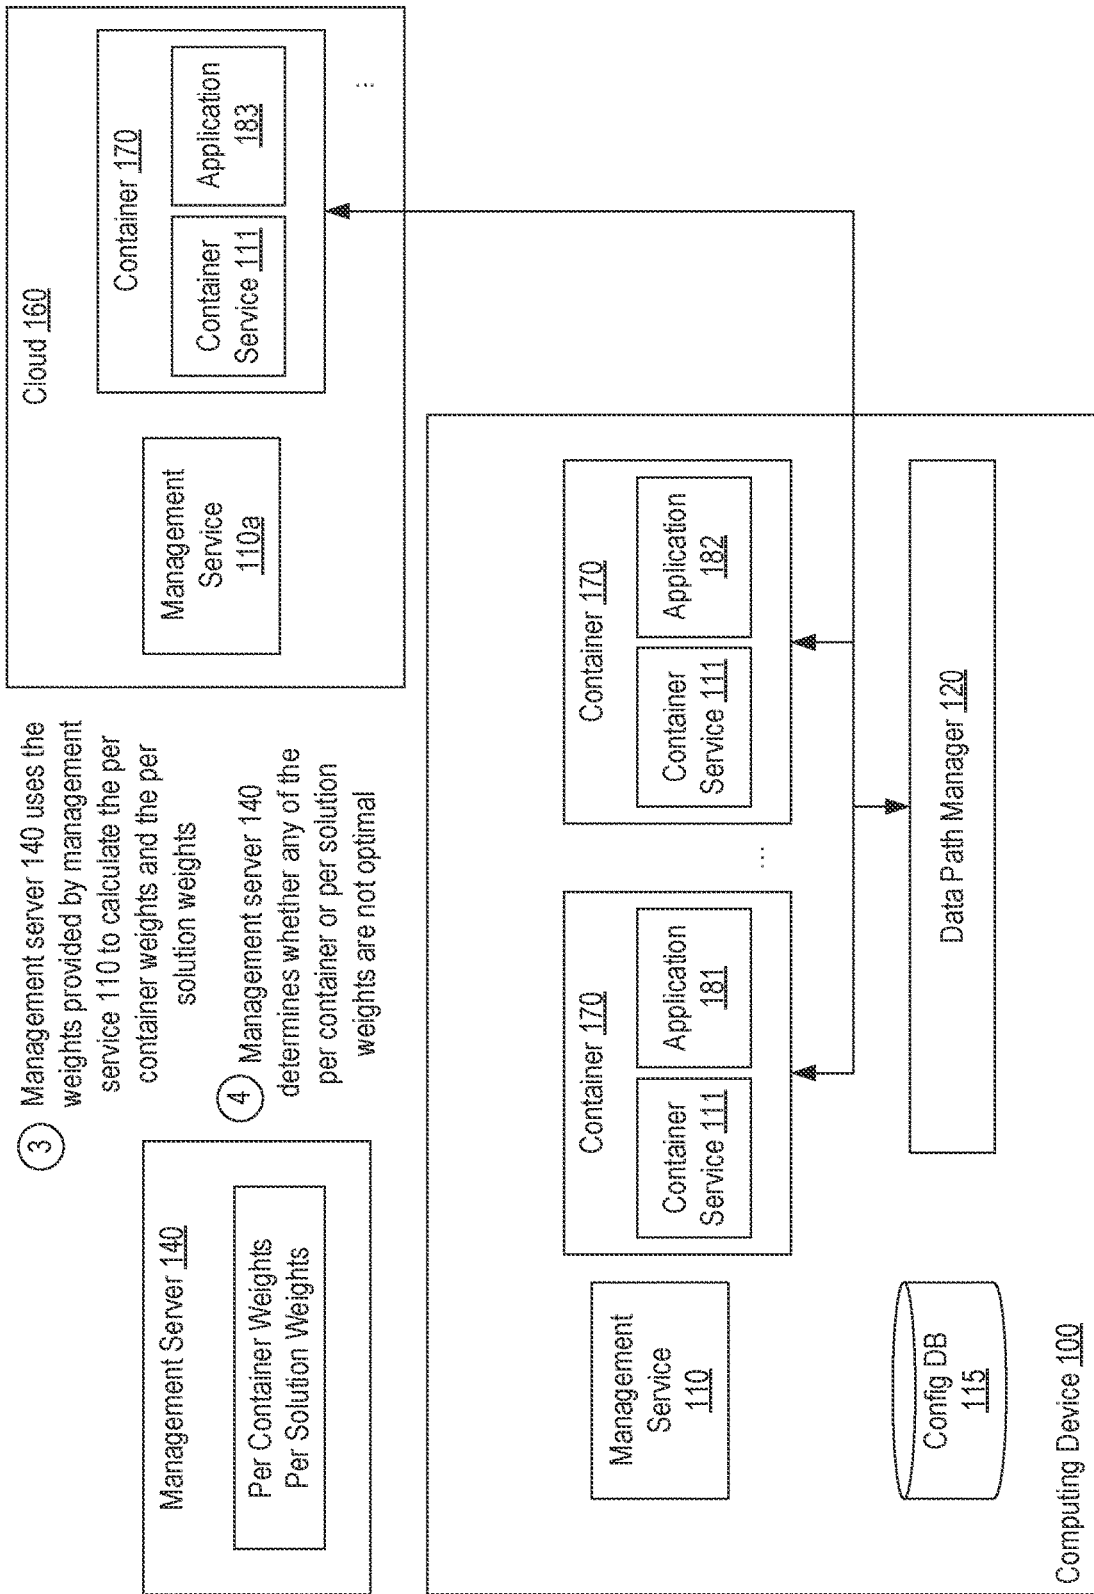 Management Server 140
Per Container Weights
Per Solution Weights
3
Management server 140 uses the
weights provided by management
service 110 to calculate the per
container weights and the per
solution weights
4
Management server 140
determines whether any of the
per container or per solution
weights are not optimal
Cloud 160
Management
Service
110a
Container 170
Container
Service 111
Application
183
...
Management
Service
110
Container 170
Container
Service 111
Application
181
...
Container 170
Container
Service 111
Application
182
Config DB
115
Data Path Manager 120
Computing Device 100